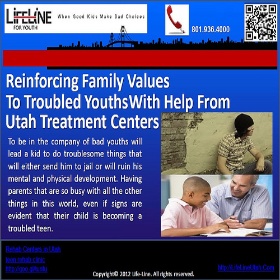 LIFELINE
FOR YOUTH
When Good Kids Make Bad Choices
801.936.4000
Reinforcing Family Values
To Troubled YouthsWith Help From
Utah Treatment Centers
To be in the company of bad youths will
lead a kid to do troublesome things that
will either send him to jail or will ruin his
mental and physical development. Having
parents that are so busy with all the other
things in this world, even if signs are
evident that their child is becoming a
troubled teen.
Copyright© 2012 Life-Line. All rights Reserved